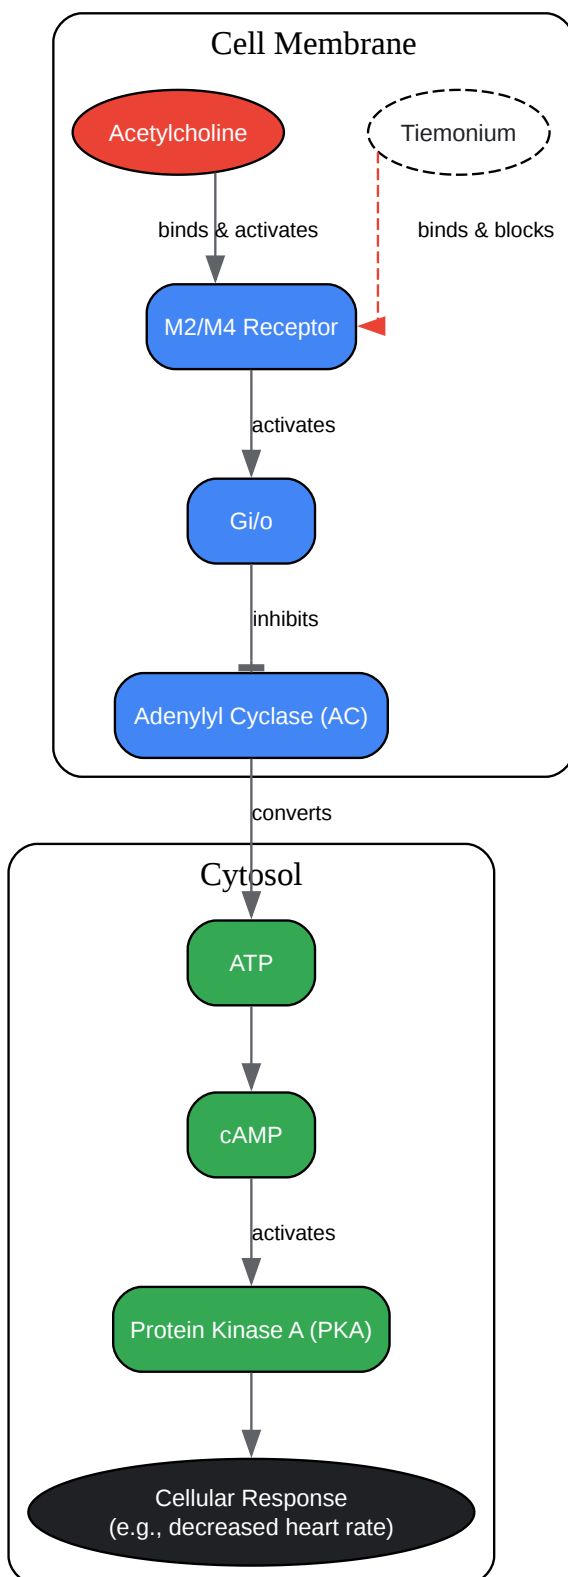 Cell Membrane
Acetylcholine
Tiemonium
binds & activates
binds & blocks
M2/M4 Receptor
activates
Gi/o
inhibits
Adenylyl Cyclase (AC)
converts
Cytosol
ATP
cAMP
activates
Protein Kinase A (PKA)
Cellular Response
(e.g., decreased heart rate)